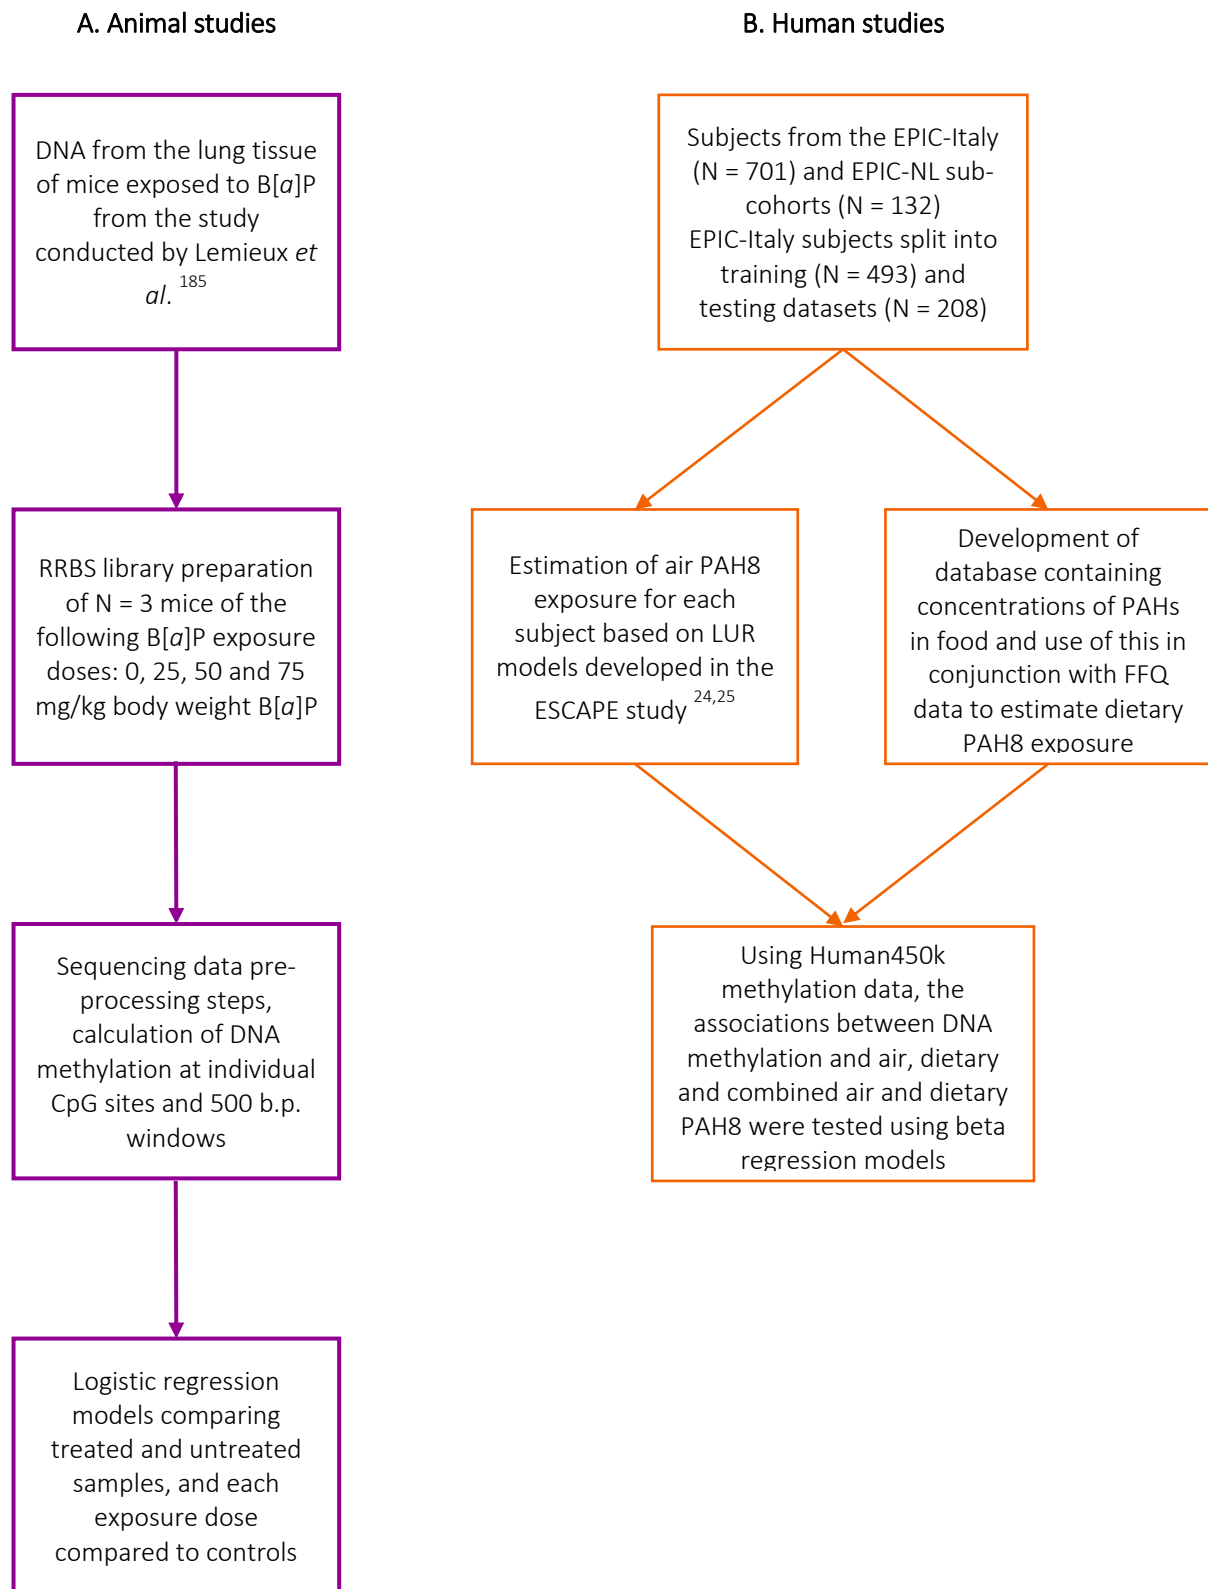 A. Animal studies
DNA from the lung tissue
of mice exposed to B[a]P
from the study
conducted by Lemieux et
al. 185
RRBS library preparation
of N = 3 mice of the
following B[a]P exposure
doses: 0, 25, 50 and 75
mg/kg body weight B[a]P
Sequencing data pre-
processing steps,
calculation of DNA
methylation at individual
CpG sites and 500 b.p.
windows
Logistic regression
models comparing
treated and untreated
samples, and each
exposure dose
compared to controls
B. Human studies
Subjects from the EPIC-Italy
(N = 701) and EPIC-NL sub-
cohorts (N = 132)
EPIC-Italy subjects split into
training (N = 493) and
testing datasets (N = 208)
Estimation of air PAH8
exposure for each
subject based on LUR
models developed in the
ESCAPE study 24,25
Development of
database containing
concentrations of PAHs
in food and use of this in
conjunction with FFQ
data to estimate dietary
PAH8 exposure
Using Human450k
methylation data, the
associations between DNA
methylation and air, dietary
and combined air and dietary
PAH8 were tested using beta
regression models